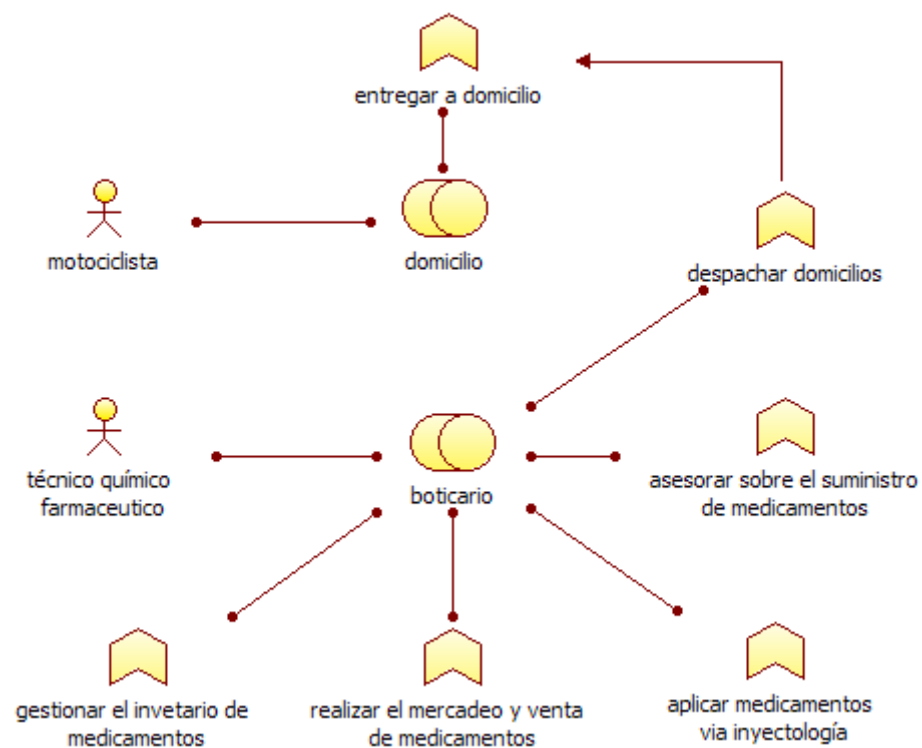 entregar a domicilio
motociclista
domicilio
despachar domicilios
técnico químico
farmaceutico
boticario
asesorar sobre el suministro
de medicamentos
gestionar el invetario de
medicamentos
realizar el mercadeo y venta
de medicamentos
aplicar medicamentos
via inyectología